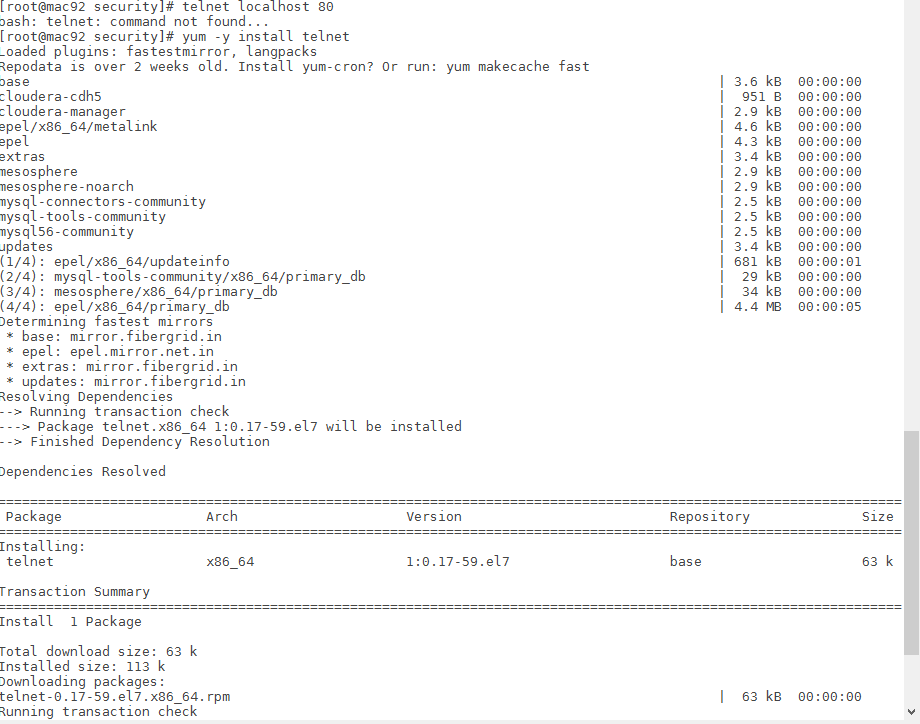 [root@mac92 security]# telnet localhost 80
bash: telnet: command not found...
[root@mac92 security]# yum -y install telnet
Loaded plugins: fastestmirror, langpacks
Repodata is over 2 weeks old. Install yum-cron? Or run: yum makecache fast
base | 3.6 kB 00:00:00
cloudera-cdh5 | 951 B 00:00:00
cloudera-manager | 2.9 kB 00:00:00
epel/x86_64/metalink | 4.6 kB 00:00:00
epel | 4.3 kB 00:00:00
extras | 3.4 kB 00:00:00
mesosphere | 2.9 kB 00:00:00
mesosphere-noarch | 2.9 kB 00:00:00
mysql-connectors-community | 2.5 kB 00:00:00
mysql-tools-community | 2.5 kB 00:00:00
mysql56-community | 2.5 kB 00:00:00
updates | 3.4 kB 00:00:00
(1/4): epel/x86_64/updateinfo | 681 kB 00:00:01
(2/4): mysql-tools-community/x86_64/primary_db | 29 kB 00:00:00
(3/4): mesosphere/x86_64/primary_db | 34 kB 00:00:00
(4/4): epel/x86_64/primary_db | 4.4 MB 00:00:05
Determining fastest mirrors
* base: mirror.fibergrid.in
* epel: epel.mirror.net.in
* extras: mirror.fibergrid.in
* updates: mirror.fibergrid.in
Resolving Dependencies
--> Running transaction check
---> Package telnet.x86_64 1:0.17-59.el7 will be installed
--> Finished Dependency Resolution
Dependencies Resolved
================================================================================
Package Arch Version Repository Size
================================================================================
Installing:
telnet x86_64 1:0.17-59.el7 base 63 k
Transaction Summary
================================================================================
Install 1 Package
Total download size: 63 k
Installed size: 113 k
Downloading packages:
telnet-0.17-59.el7.x86_64.rpm | 63 kB 00:00:00
Running transaction check